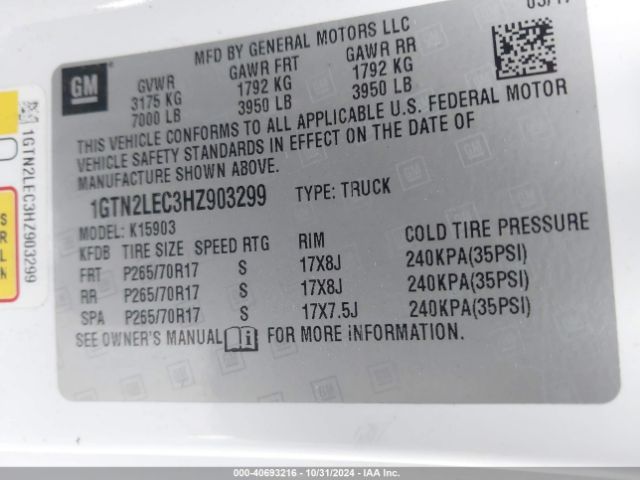 GM
MFD BY GENERAL MOTORS LLC
GVWR GAWR FRT GAWR RR
3175 KG 1792 KG 1792 KG
7000 LB 3950 LB 3950 LB
THIS VEHICLE CONFORMS TO ALL APPLICABLE U.S. FEDERAL MOTOR
VEHICLE SAFETY STANDARDS IN EFFECT ON THE DATE OF
MANUFACTURE SHOWN ABOVE.
1GTN2LEC3HZ903299 TYPE: TRUCK
MODEL: K15903
KFDB TIRE SIZE SPEED RTG RIM COLD TIRE PRESSURE
FRT P265/70R17 S 17X8J 240KPA(35PSI)
RR P265/70R17 S 17X8J 240KPA(35PSI)
SPA P265/70R17 S 17X7.5J 240KPA(35PSI)
SEE OWNER'S MANUAL FOR MORE INFORMATION.
1GTN2LEC3HZ903299
000-40693216 - 10/31/2024 - IAA Inc.